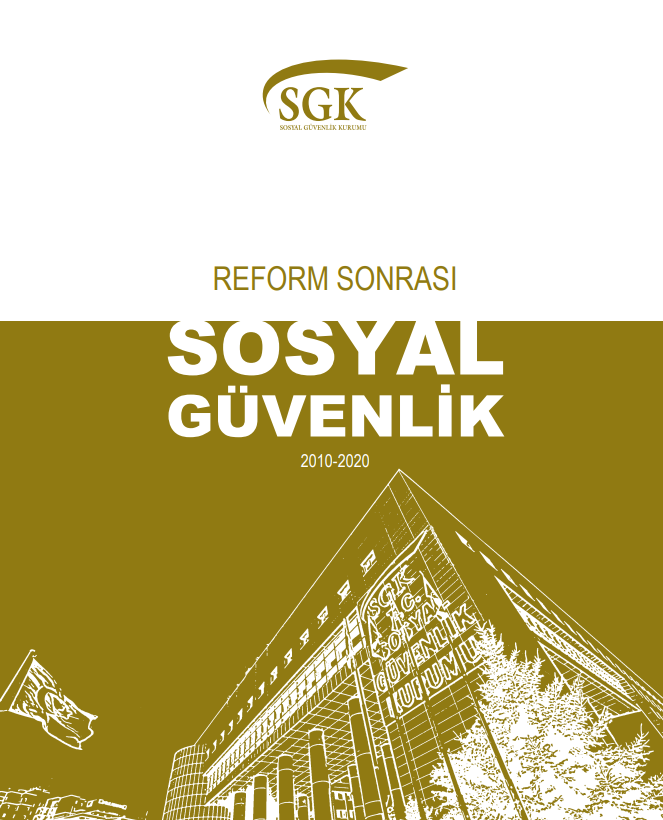 SGK
SOSYAL GÜVENLİK KURUMU
REFORM SONRASI
SOSYAL
GÜVENLİK
2010-2020
SGK
T.C.
SOSYAL
GÜVENLİK
KURUMU